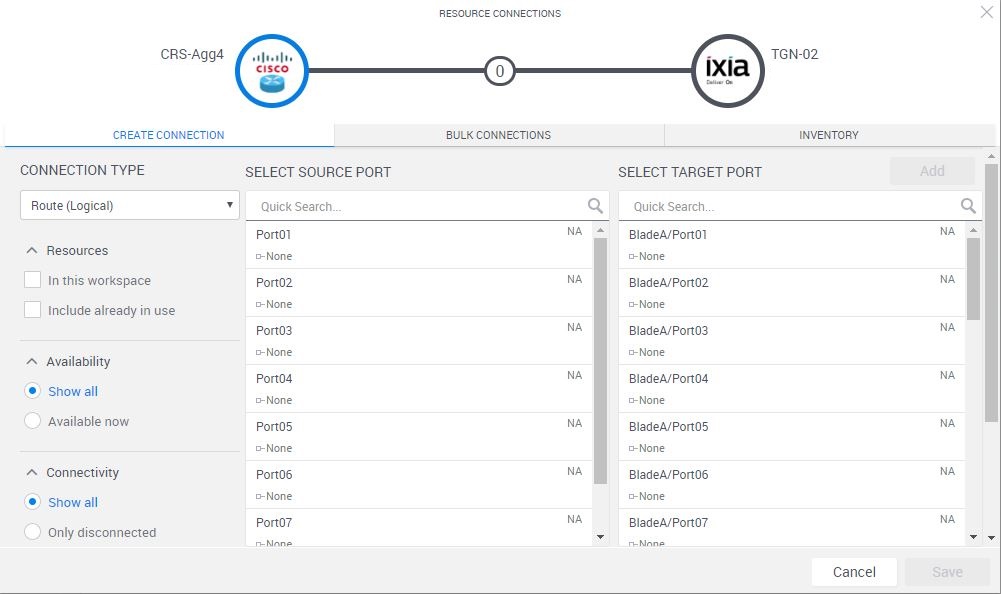 RESOURCE CONNECTIONS
CRS-Agg4
CISCO
0
ixia
Deliver On
TGN-02
CREATE CONNECTION
BULK CONNECTIONS
INVENTORY
CONNECTION TYPE
Route (Logical)
Resources
In this workspace
Include already in use
Availability
Show all
Available now
Connectivity
Show all
Only disconnected
SELECT SOURCE PORT
Quick Search...
Port01 NA
None
Port02 NA
None
Port03 NA
None
Port04 NA
None
Port05 NA
None
Port06 NA
None
Port07 NA
None
SELECT TARGET PORT
Add
Quick Search...
BladeA/Port01 NA
None
BladeA/Port02 NA
None
BladeA/Port03 NA
None
BladeA/Port04 NA
None
BladeA/Port05 NA
None
BladeA/Port06 NA
None
BladeA/Port07 NA
None
Cancel
Save